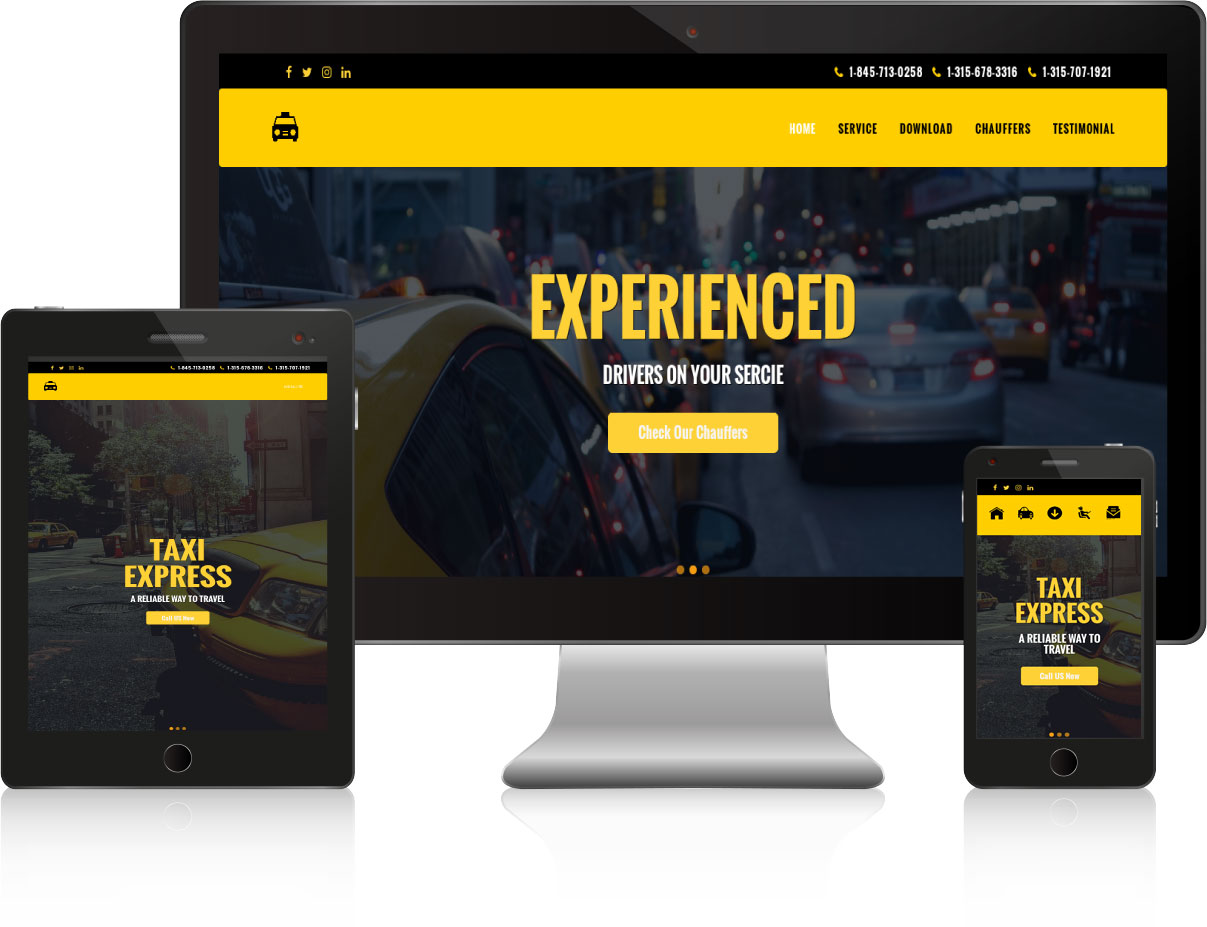 1-845-713-0258 1-315-678-3316 1-315-707-1921
HOME SERVICE DOWNLOAD CHAUFFERS TESTIMONIAL
EXPERIENCED
DRIVERS ON YOUR SERCIE
Check Our Chauffers
1-845-713-0258 1-315-678-3316 1-315-707-1921
TAXI
EXPRESS
A RELIABLE WAY TO TRAVEL
Call US Now
TAXI
EXPRESS
A RELIABLE WAY TO
TRAVEL
Call US Now